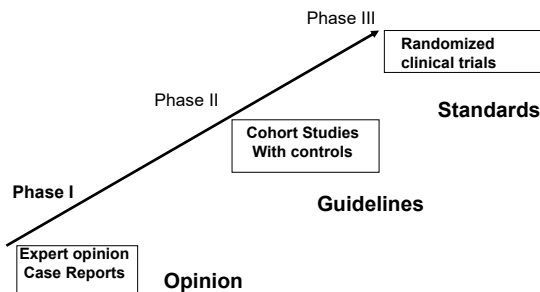 Phase III
Randomized
clinical trials
Standards
Phase II
Cohort Studies
With controls
Guidelines
Phase I
Expert opinion
Case Reports
Opinion